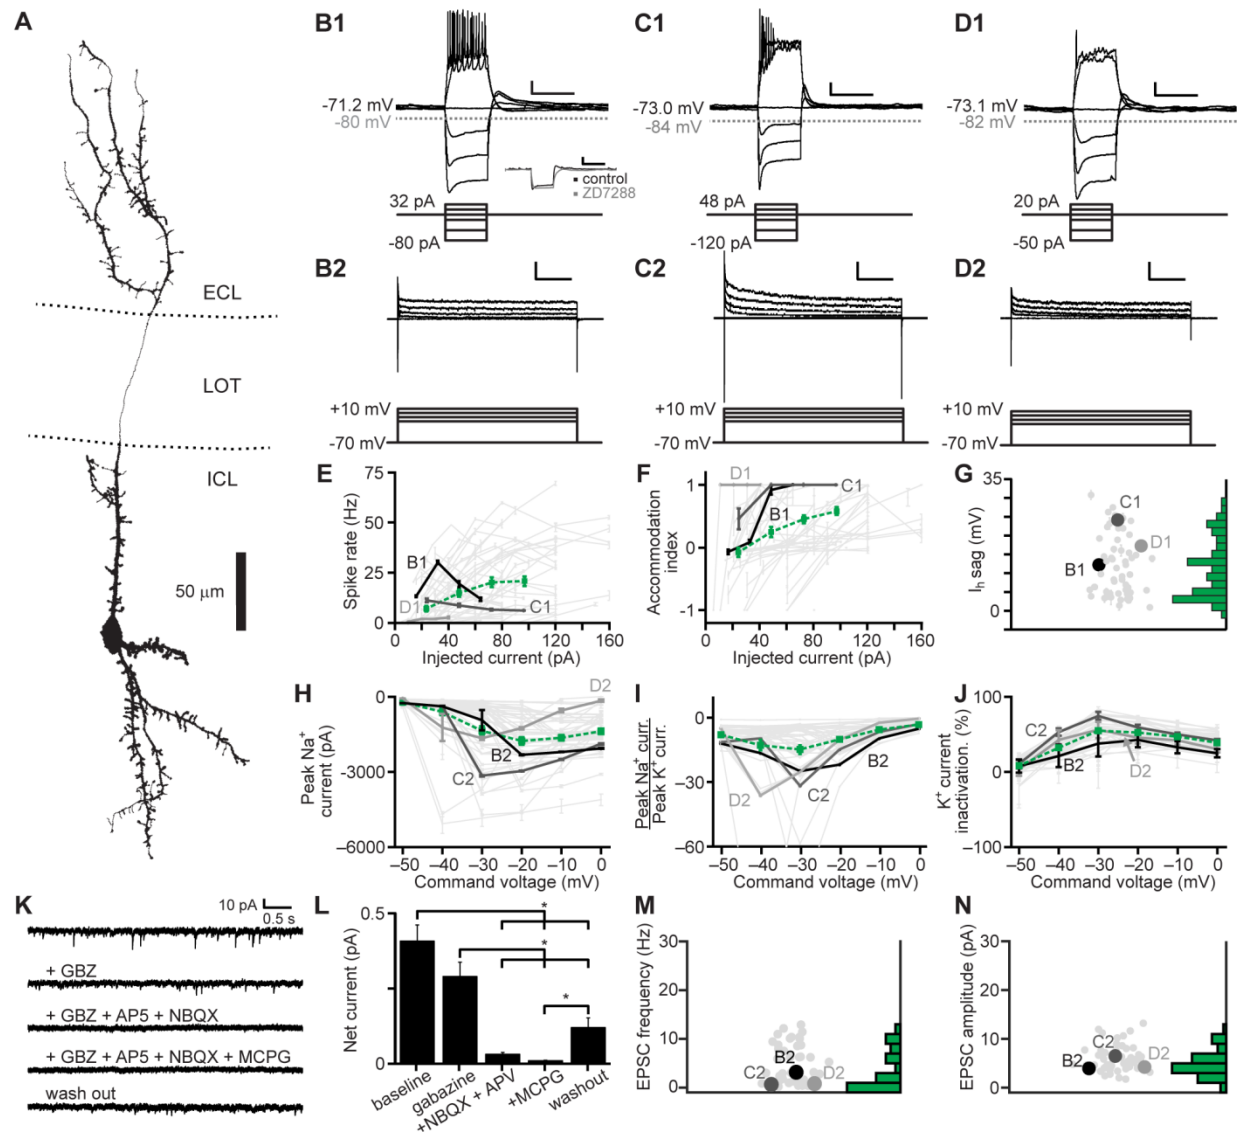 A
ECL
LOT
ICL
50 μm
B1
-71.2 mV
-80 mV
control
ZD7288
32 pA
-80 pA
C1
-73.0 mV
-84 mV
48 pA
-120 pA
D1
-73.1 mV
-82 mV
20 pA
-50 pA
B2
+10 mV
-70 mV
C2
+10 mV
-70 mV
D2
+10 mV
-70 mV
E
75
50
25
0
Spike rate (Hz)
B1
D1
C1
0 40 80 120 160
Injected current (pA)
F
1
0
-1
Accommodation
index
D1
C1
B1
0 40 80 120 160
Injected current (pA)
G
35
0
Ih sag (mV)
C1
D1
B1
H
0
–3000
–6000
Peak Na+
current (pA)
D2
B2
C2
–50 –40 –30 –20 –10 0
Command voltage (mV)
I
0
–30
–60
Peak Na+ curr.
Peak K+ curr.
B2
D2
C2
–50 –40 –30 –20 –10 0
Command voltage (mV)
J
100
0
–100
K+ current
inactivation. (%)
C2
B2
D2
–50 –40 –30 –20 –10 0
Command voltage (mV)
K
10 pA
0.5 s
+ GBZ
+ GBZ + AP5 + NBQX
+ GBZ + AP5 + NBQX + MCPG
wash out
L
0.5
0
Net current (pA)
*
*
*
baseline
gabazine
+NBQX + APV
+MCPG
washout
M
30
20
10
0
EPSC frequency (Hz)
B2
C2
D2
N
30
20
10
0
EPSC amplitude (pA)
C2
B2
D2